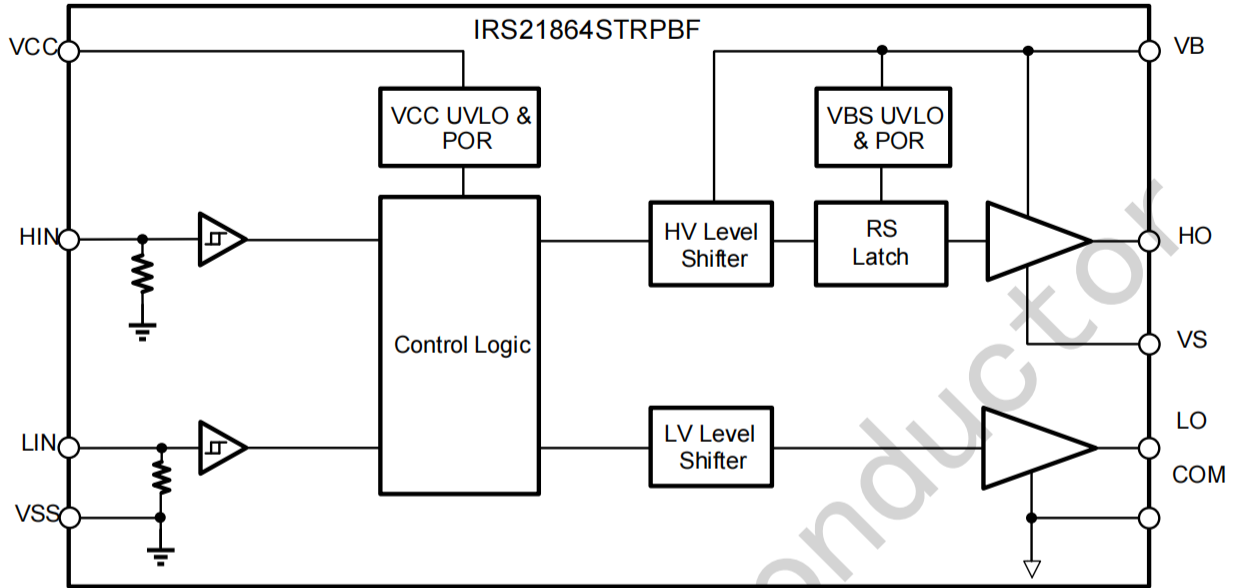 IRS21864STRPBF
VCC
VB
VCC UVLO &
POR
VBS UVLO
& POR
HIN
HV Level
Shifter
RS
Latch
HO
Control Logic
VS
LIN
LV Level
Shifter
LO
COM
VSS
onductor